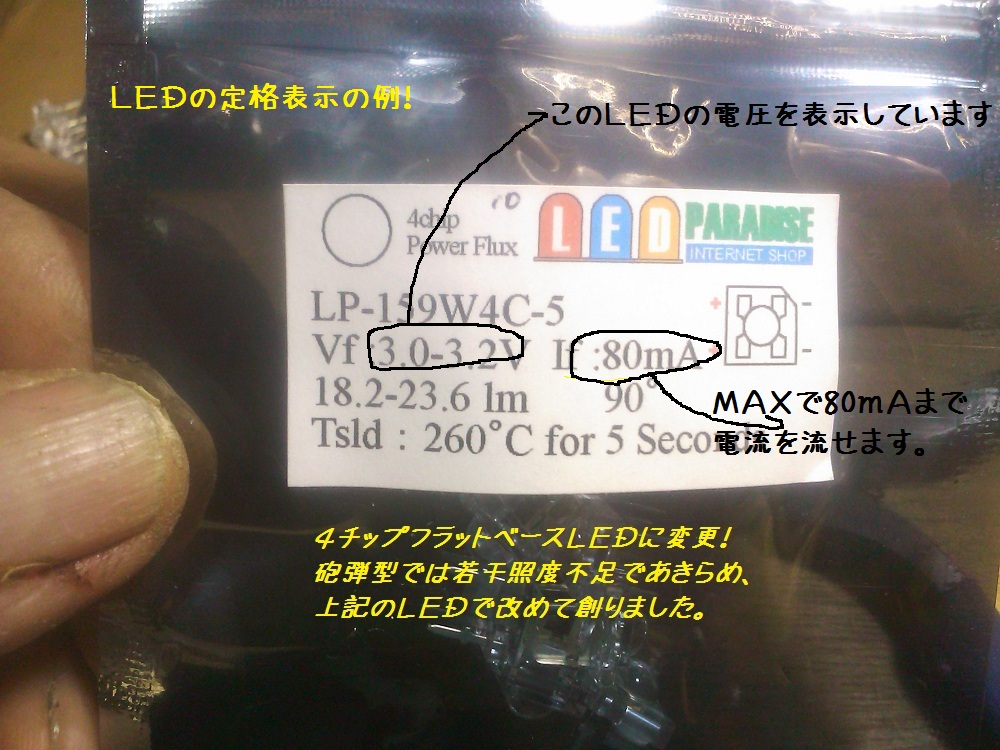 LEDの定格表示の例!
このLEDの電圧を表示しています
4chip
Power Flux
LED PARADISE
INTERNET SHOP
LP-159W4C-5
Vf 3.0-3.2V If :80mA
18.2-23.6 lm 90°
Tsld : 260°C for 5 Second
MAXで80mAまで
電流を流せます。
4チップフラットベースLEDに変更!
砲弾型では若干照度不足であきらめ、
上記のLEDで改めて創りました。